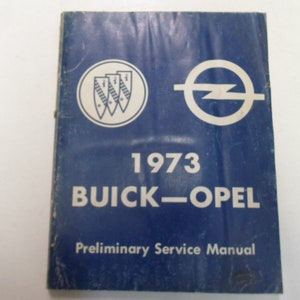 1973
BUICK—OPEL
Preliminary Service Manual